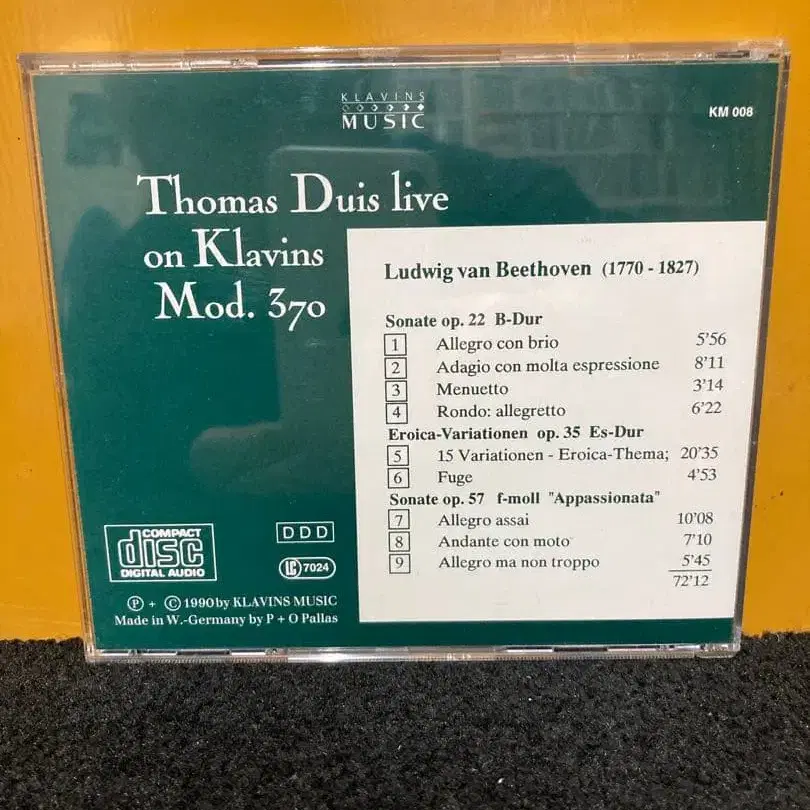 KLAVINS
MUSIC
KM 008
Thomas Duis live
on Klavins
Mod. 370
Ludwig van Beethoven (1770 - 1827)
Sonate op. 22 B-Dur
1 Allegro con brio 5'56
2 Adagio con molta espressione 8'11
3 Menuetto 3'14
4 Rondo: allegretto 6'22
Eroica-Variationen op. 35 Es-Dur
5 15 Variationen - Eroica-Thema; 20'35
6 Fuge 4'53
Sonate op. 57 f-moll "Appassionata"
7 Allegro assai 10'08
8 Andante con moto 7'10
9 Allegro ma non troppo 5'45
72'12
COMPACT
disc
DIGITAL AUDIO
DDD
LC 7024
Ⓟ + © 1990 by KLAVINS MUSIC
Made in W.-Germany by P + O Pallas